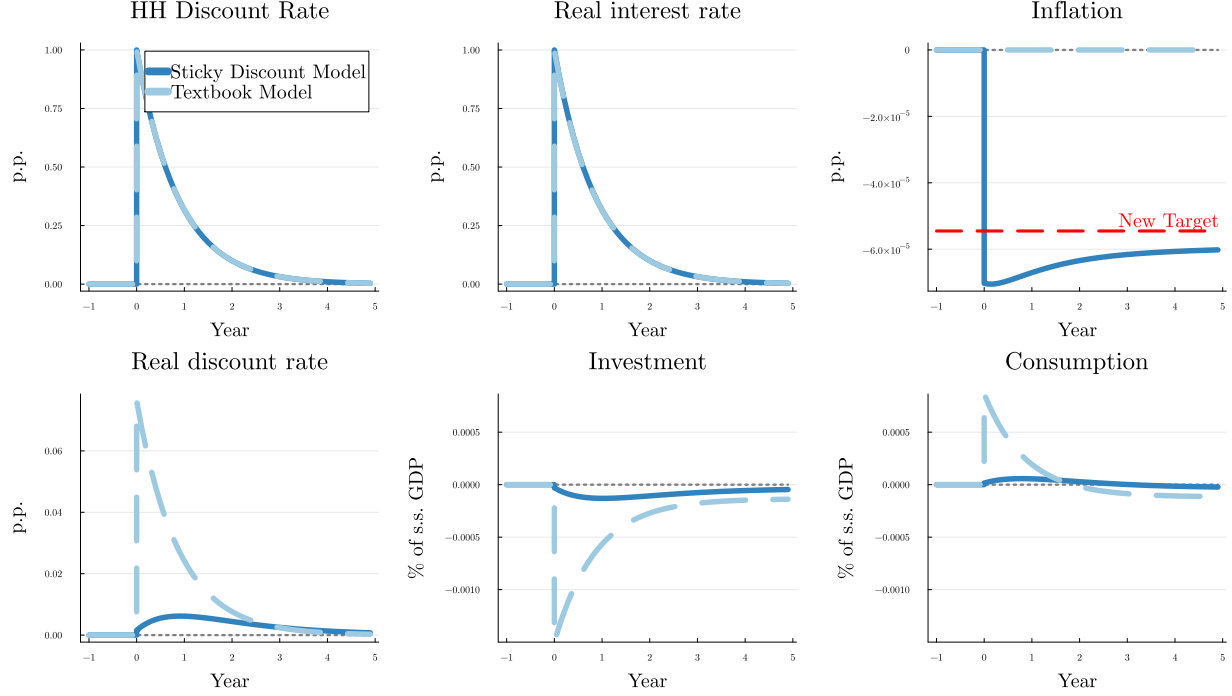 HH Discount Rate
p.p.
1.00
0.75
0.50
0.25
0.00
Sticky Discount Model
Textbook Model
−1 0 1 2 3 4 5
Year
Real interest rate
p.p.
1.00
0.75
0.50
0.25
0.00
−1 0 1 2 3 4 5
Year
Inflation
p.p.
0
−2.0×10⁻⁵
−4.0×10⁻⁵
−6.0×10⁻⁵
New Target
−1 0 1 2 3 4 5
Year
Real discount rate
p.p.
0.06
0.04
0.02
0.00
−1 0 1 2 3 4 5
Year
Investment
% of s.s. GDP
0.0005
0.0000
−0.0005
−0.0010
−1 0 1 2 3 4 5
Year
Consumption
% of s.s. GDP
0.0005
0.0000
−0.0005
−0.0010
−1 0 1 2 3 4 5
Year